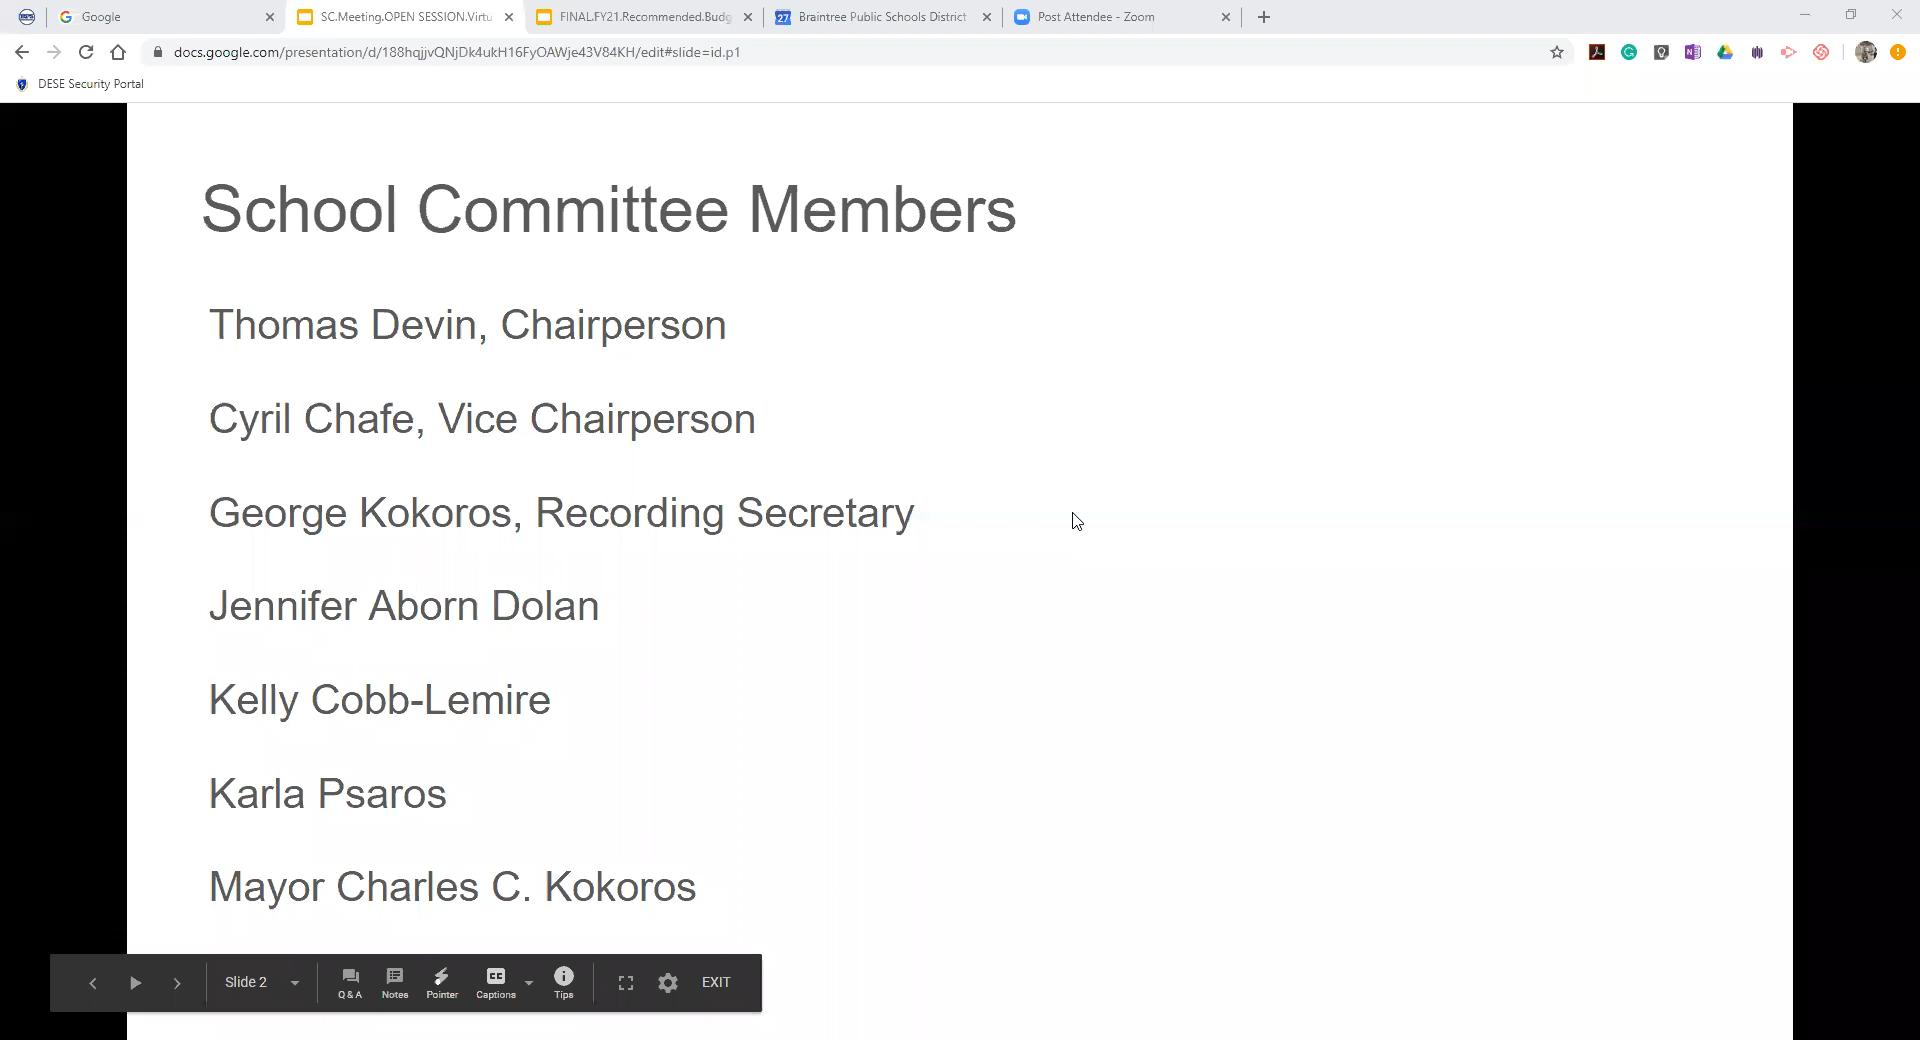 Google
SC.Meeting.OPEN SESSION.Virtu
FINAL.FY21.Recommended.Budg
27
Braintree Public Schools District
Post Attendee - Zoom
docs.google.com/presentation/d/188hqjjvQNjDk4ukH16FyOAWje43V84KH/edit#slide=id.p1
DESE Security Portal
School Committee Members
Thomas Devin, Chairperson
Cyril Chafe, Vice Chairperson
George Kokoros, Recording Secretary
Jennifer Aborn Dolan
Kelly Cobb-Lemire
Karla Psaros
Mayor Charles C. Kokoros
Slide 2
Q & A
Notes
Pointer
CC
Captions
Tips
EXIT